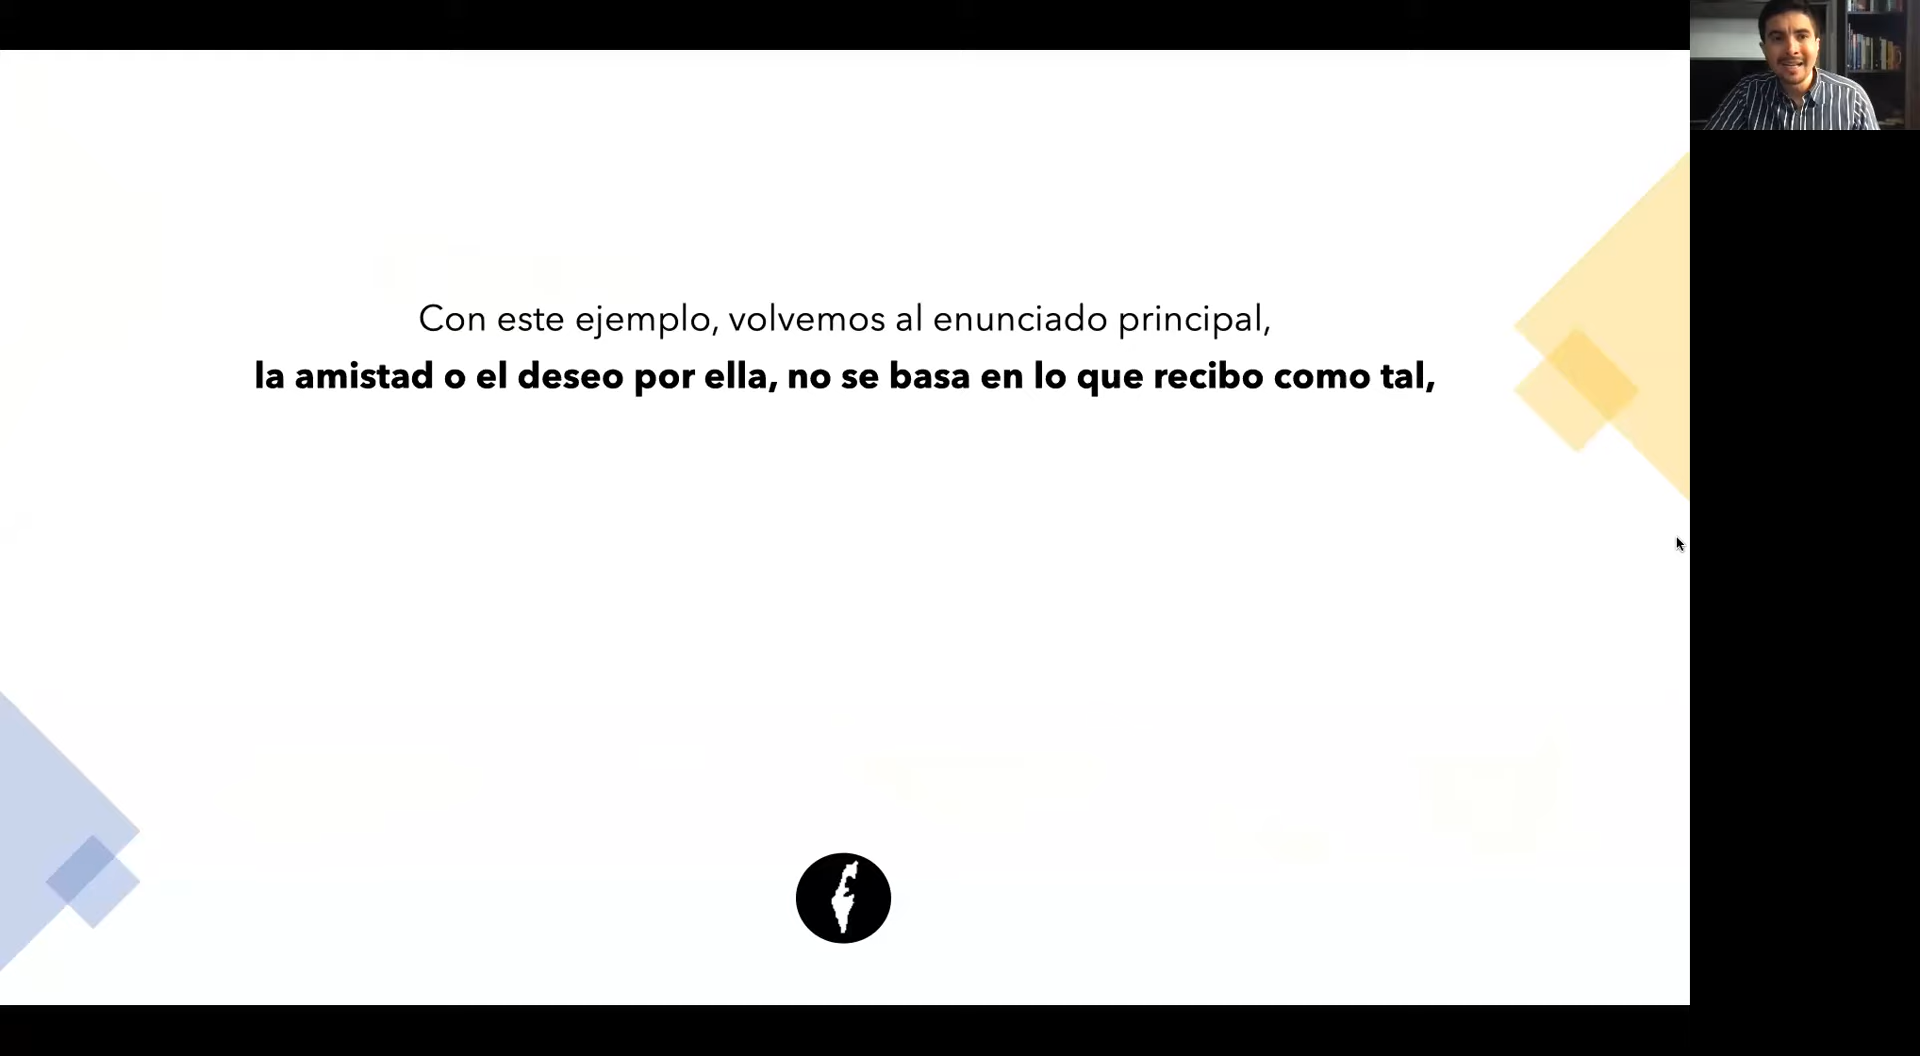 Con este ejemplo, volvemos al enunciado principal,
la amistad o el deseo por ella, no se basa en lo que recibo como tal,